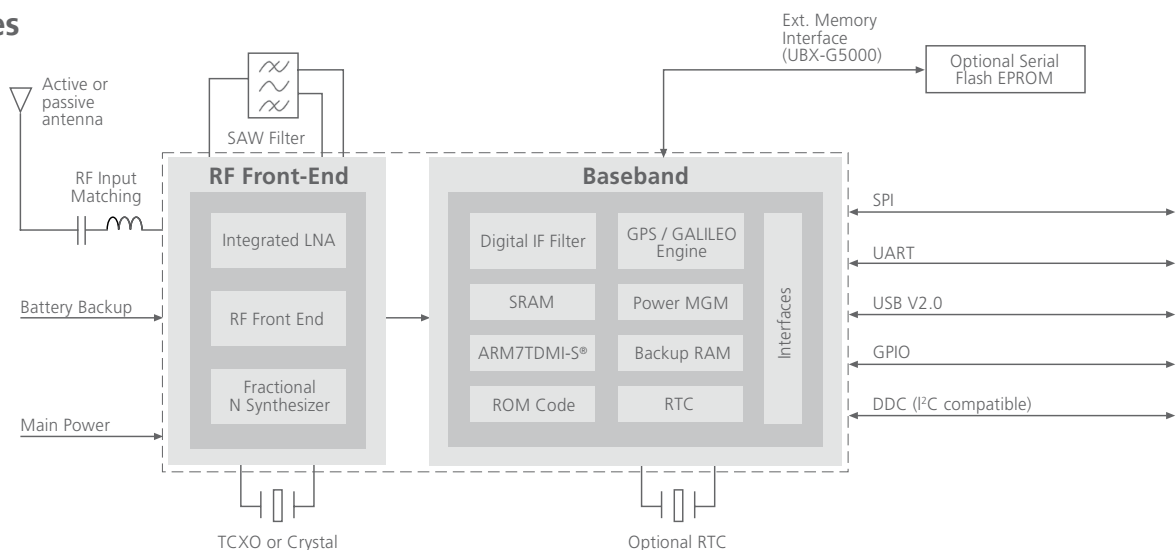 es
Ext. Memory
Interface
(UBX-G5000)
Optional Serial
Flash EPROM
Active or
passive
antenna
SAW Filter
RF Input
Matching
RF Front-End
Baseband
Integrated LNA
Digital IF Filter
GPS / GALILEO
Engine
SPI
UART
Battery Backup
RF Front End
SRAM
Power MGM
Interfaces
USB V2.0
ARM7TDMI-S®
Backup RAM
GPIO
Fractional
N Synthesizer
ROM Code
RTC
DDC (I²C compatible)
Main Power
TCXO or Crystal
Optional RTC